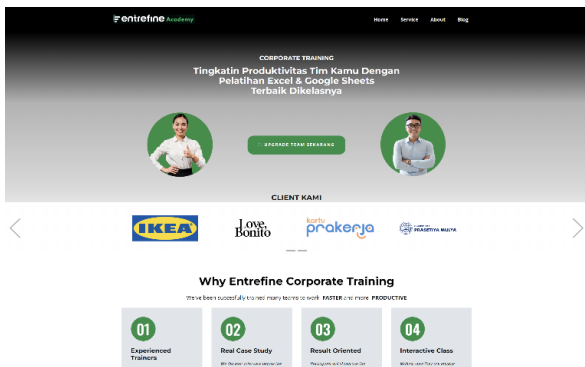 entrefine Academy
Home Service About Blog
CORPORATE TRAINING
Tingkatin Produktivitas Tim Kamu Dengan
Pelatihan Excel & Google Sheets
Terbaik Dikelasnya
UPGRADE TEAM SEKARANG
CLIENT KAMI
IKEA
Love,
Bonito
kartu
prakerja
PRASETIYA MULYA
Why Entrefine Corporate Training
We've been succesfully trained many teams to work FASTER and more PRODUCTIVE
01 02 03 04
Experienced
Trainers
Real Case Study
Result Oriented
Interactive Class